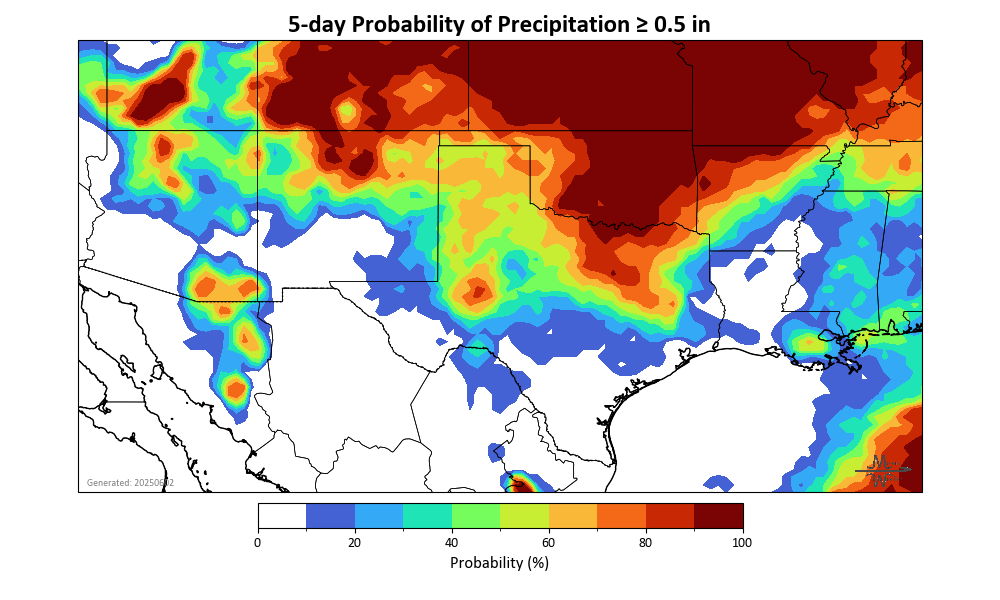 5-day Probability of Precipitation ≥ 0.5 in
Generated: 20250602
M
W
0 20 40 60 80 100
Probability (%)